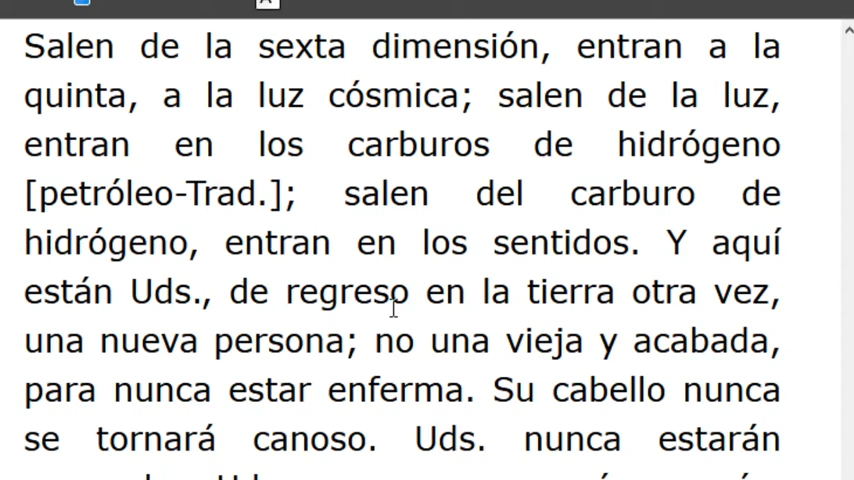 Salen de la sexta dimensión, entran a la
quinta, a la luz cósmica; salen de la luz,
entran en los carburos de hidrógeno
[petróleo-Trad.]; salen del carburo de
hidrógeno, entran en los sentidos. Y aquí
están Uds., de regreso en la tierra otra vez,
una nueva persona; no una vieja y acabada,
para nunca estar enferma. Su cabello nunca
se tornará canoso. Uds. nunca estarán